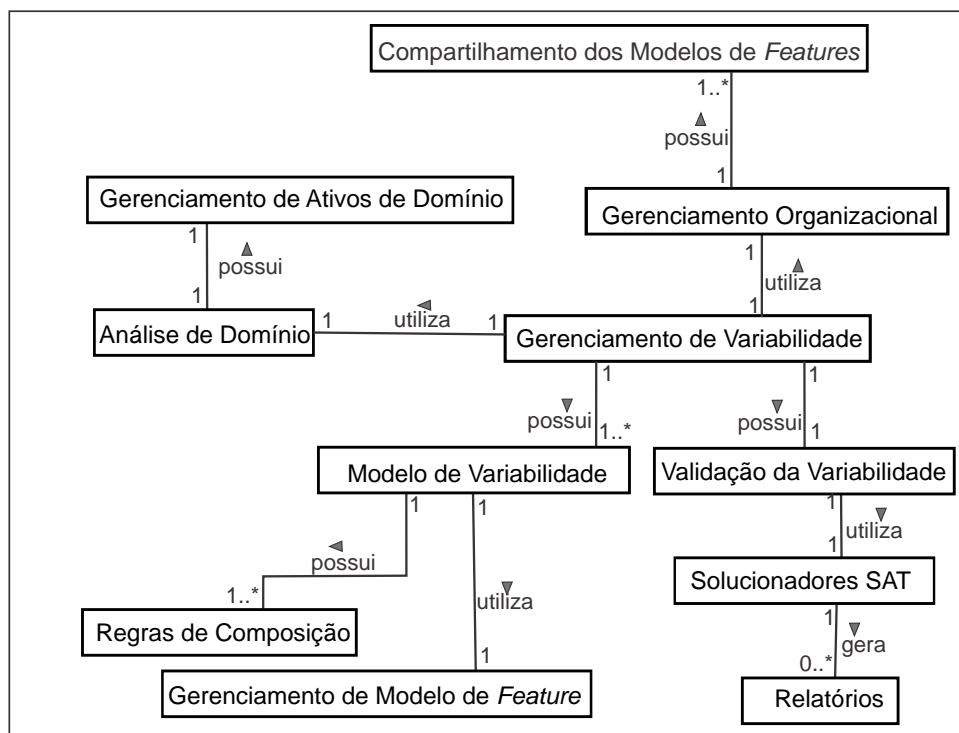 Compartilhamento dos Modelos de Features
1..*
possui
1
Gerenciamento de Ativos de Domínio
Gerenciamento Organizacional
1
possui
1
1
utiliza
1
Análise de Domínio
1
utiliza
1
Gerenciamento de Variabilidade
1
possui
1..*
1
possui
1
Modelo de Variabilidade
Validação da Variabilidade
1
possui
1..*
1
utiliza
1
1
utiliza
1
Solucionadores SAT
Regras de Composição
1
gera
0..*
Gerenciamento de Modelo de Feature
Relatórios